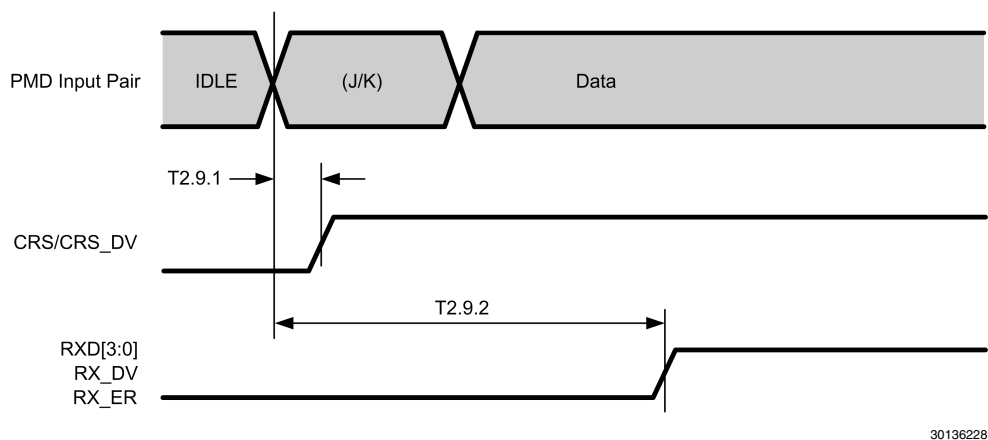 PMD Input Pair
IDLE
(J/K)
Data
T2.9.1
CRS/CRS_DV
T2.9.2
RXD[3:0]
RX_DV
RX_ER
30136228